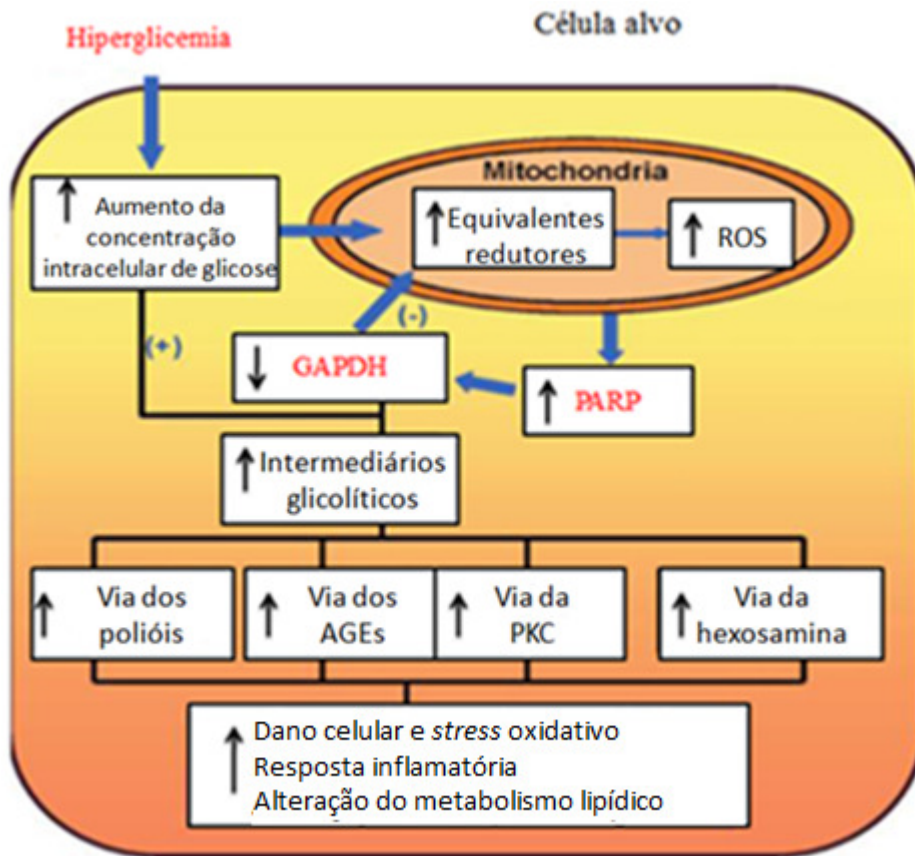 Hiperglicemia
Célula alvo
Mitochondria
↑ Aumento da
concentração
intracelular de glicose
↑ Equivalentes
redutores
↑ ROS
(+)
(-)
↓ GAPDH
↑ PARP
↑ Intermediários
glicolíticos
↑ Via dos
polióis
↑ Via dos
AGEs
↑ Via da
PKC
↑ Via da
hexosamina
↑ Dano celular e stress oxidativo
Resposta inflamatória
Alteração do metabolismo lipídico